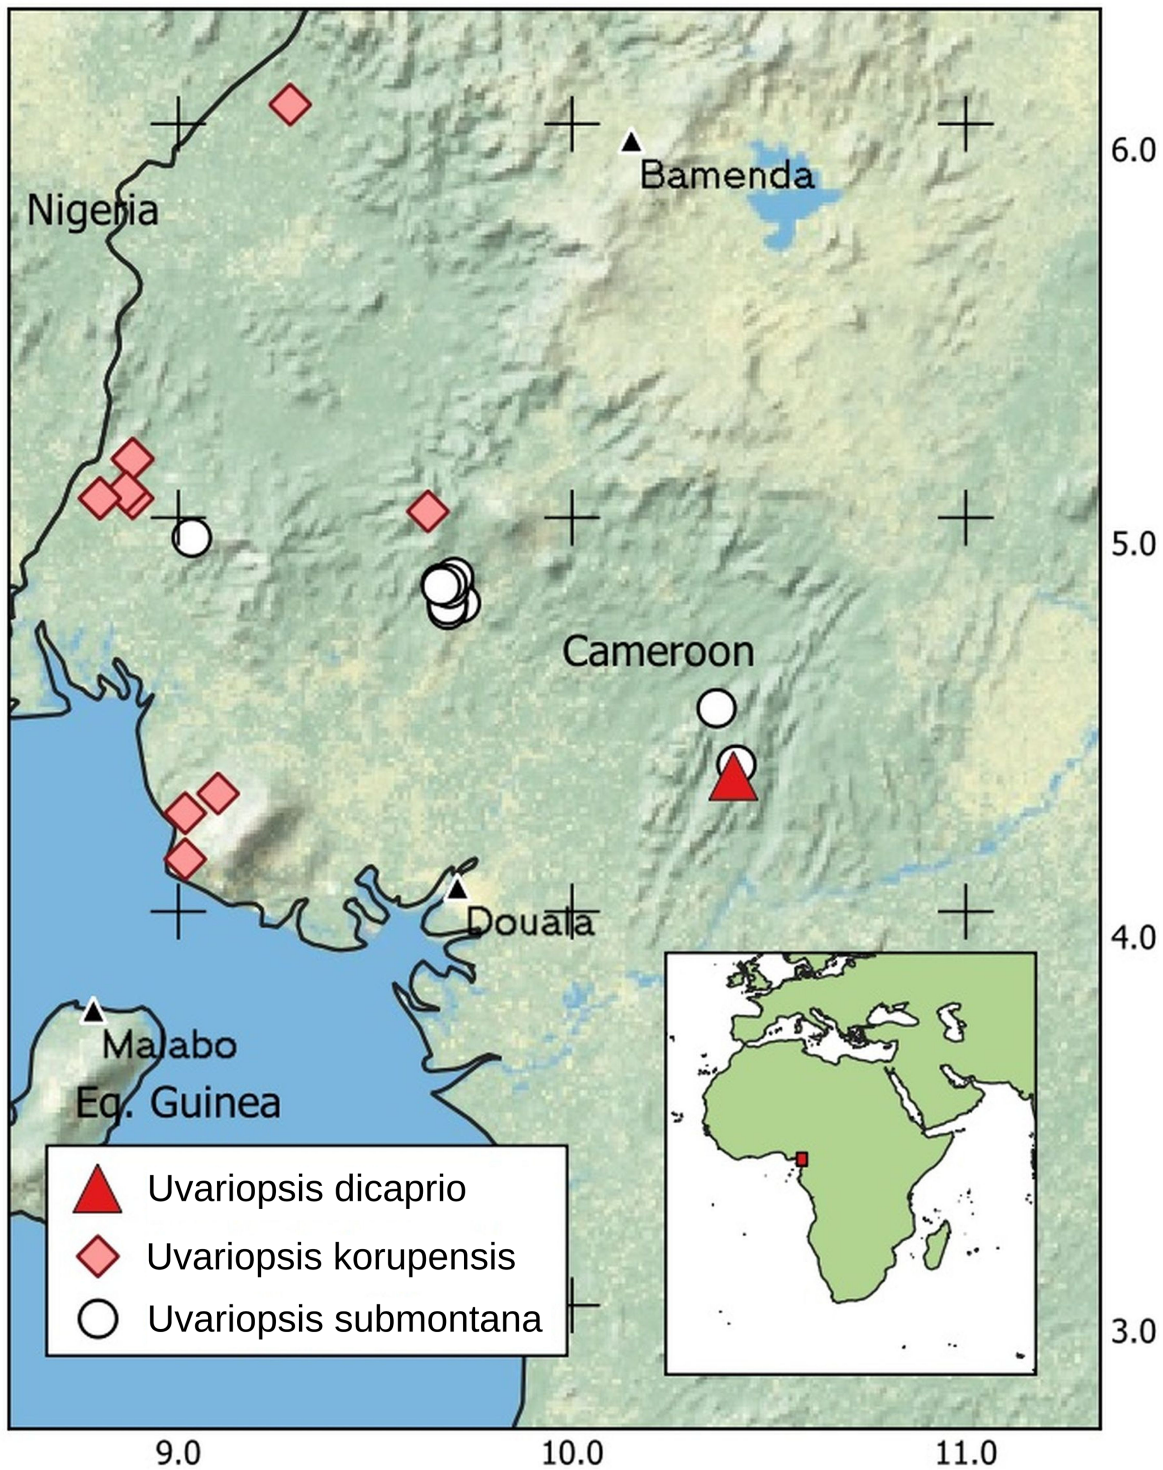 6.0
Bamenda
Nigeria
5.0
Cameroon
Douala
4.0
Malabo
Eq. Guinea
Uvariopsis dicaprio
Uvariopsis korupensis
Uvariopsis submontana
3.0
9.0 10.0 11.0